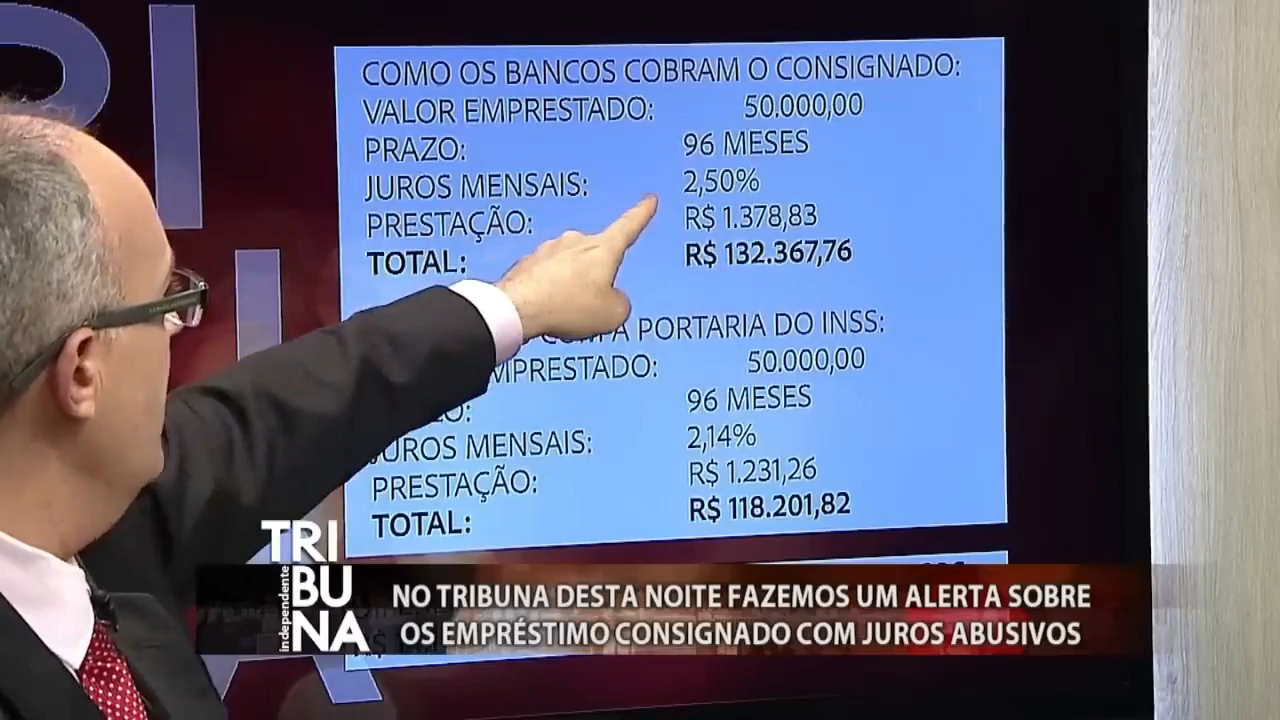 COMO OS BANCOS COBRAM O CONSIGNADO:
VALOR EMPRESTADO: 50.000,00
PRAZO: 96 MESES
JUROS MENSAIS: 2,50%
PRESTAÇÃO: R$ 1.378,83
TOTAL: R$ 132.367,76
PORTARIA DO INSS:
EMPRESTADO: 50.000,00
96 MESES
JUROS MENSAIS: 2,14%
PRESTAÇÃO: R$ 1.231,26
TOTAL: R$ 118.201,82
TRI
BU
NA
independente
NO TRIBUNA DESTA NOITE FAZEMOS UM ALERTA SOBRE
OS EMPRÉSTIMO CONSIGNADO COM JUROS ABUSIVOS